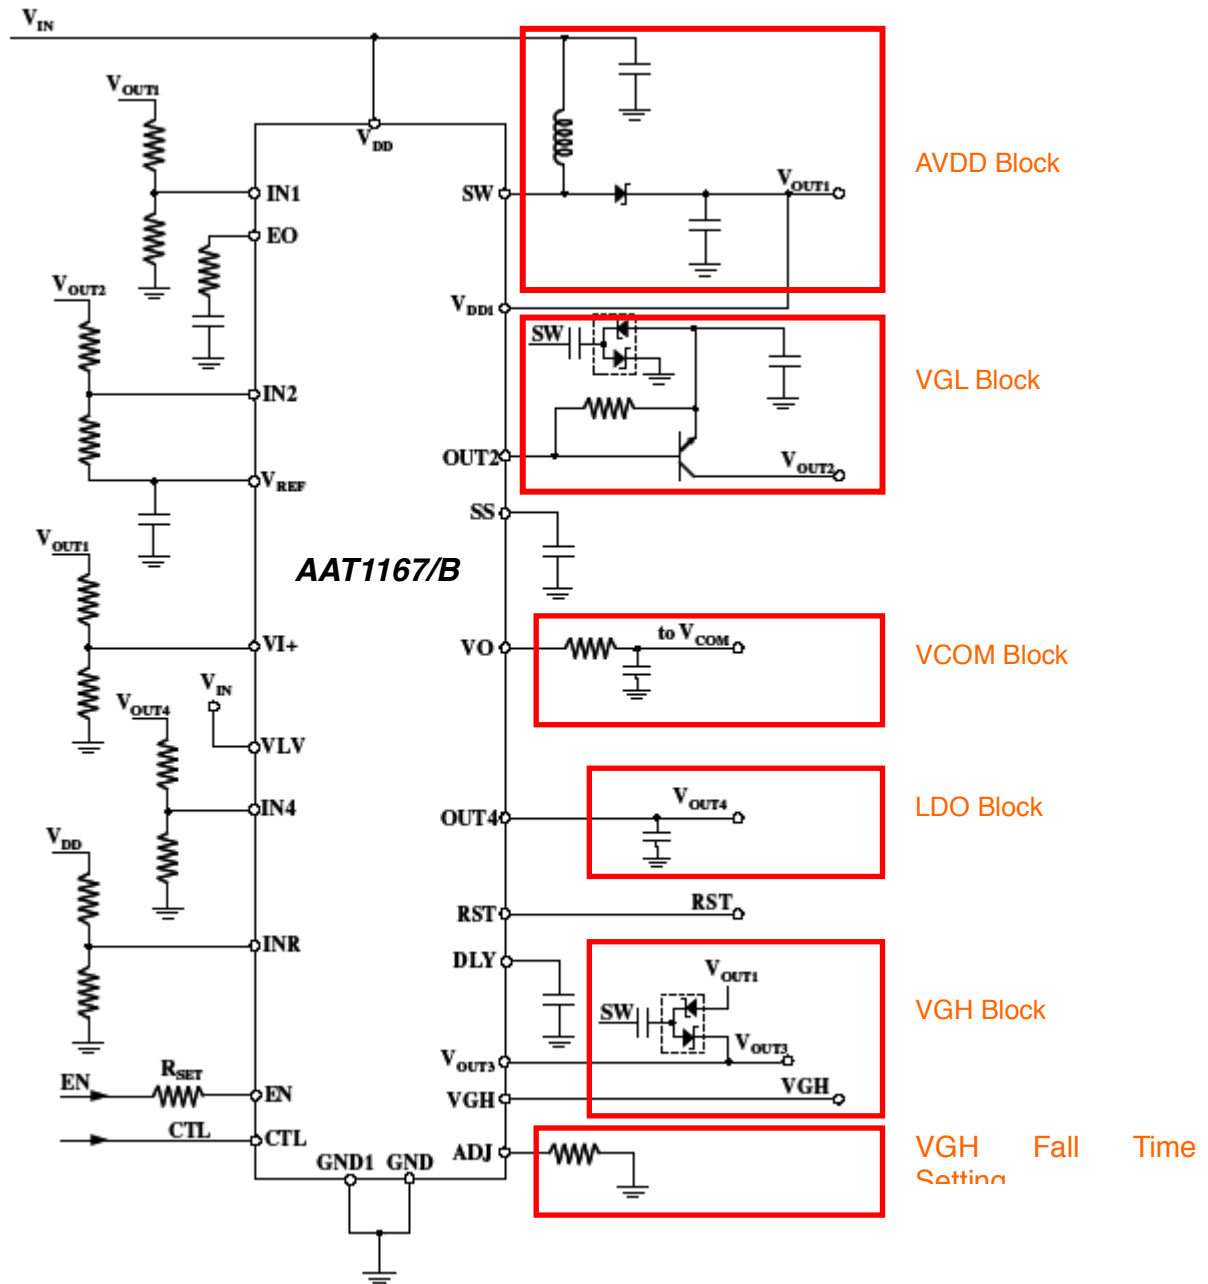 VIN
VOUT1
VDD
IN1
SW
VOUT1
AVDD Block
EO
VOUT2
VDD1
SW
VGL Block
IN2
OUT2
VOUT2
VREF
SS
VOUT1
AAT1167/B
VI+
VO
to VCOM
VCOM Block
VIN
VOUT4
VLV
IN4
OUT4
VOUT4
LDO Block
VDD
RST
RST
INR
DLY
VOUT1
SW
VGH Block
VOUT3
VOUT3
EN
RSET
EN
VGH
VGH
CTL
CTL
ADJ
GND1 GND
VGH Fall Time
Setting